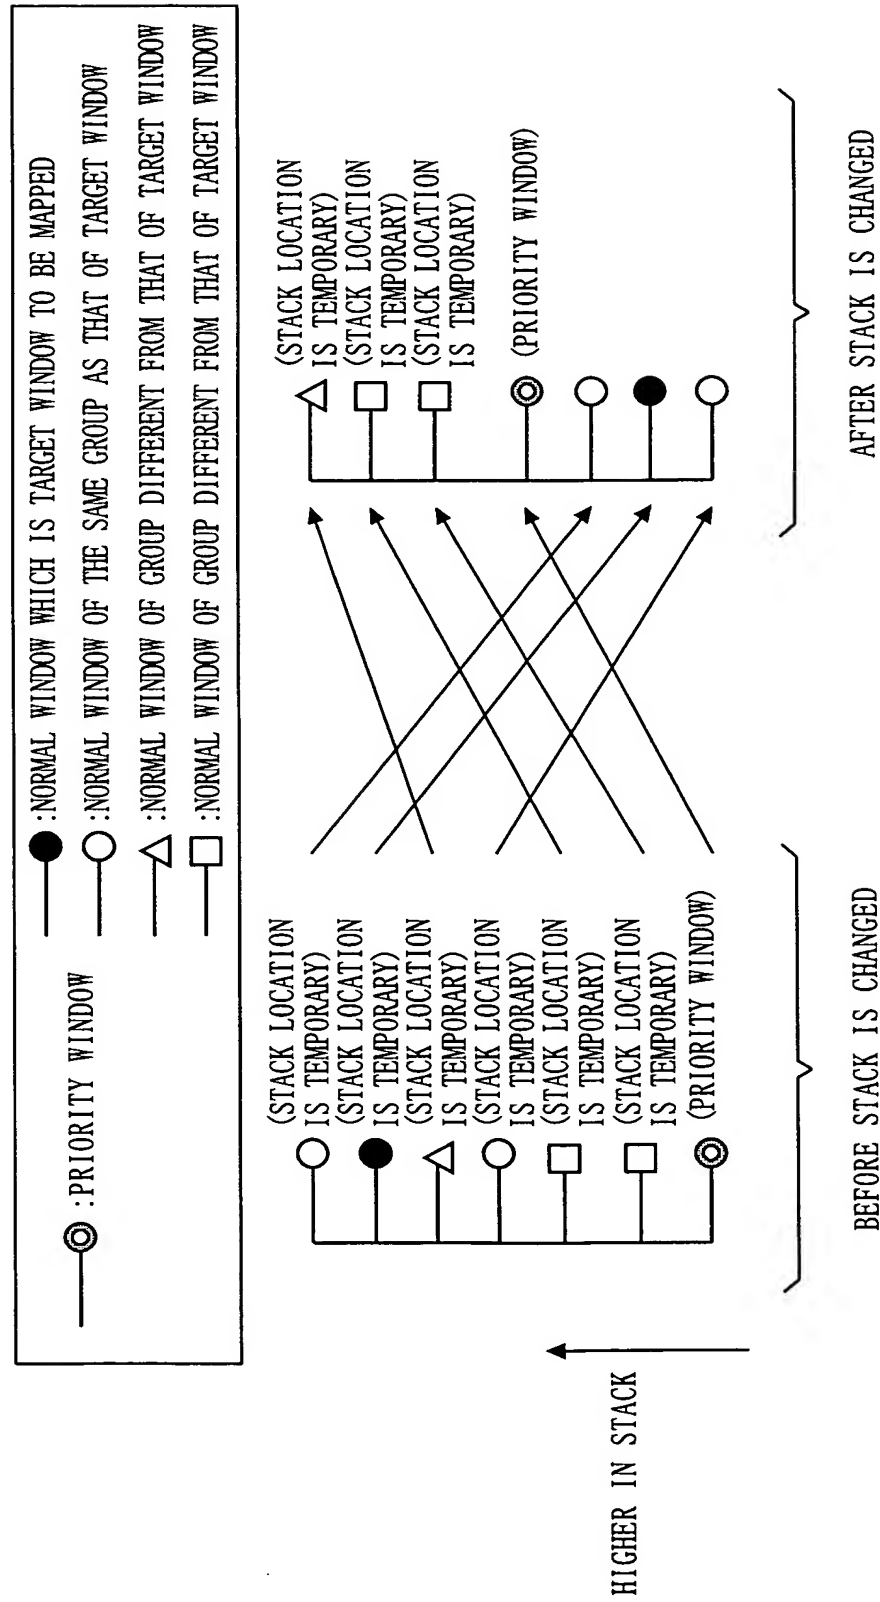 :PRIORITY WINDOW
:NORMAL WINDOW WHICH IS TARGET WINDOW TO BE MAPPED
:NORMAL WINDOW OF THE SAME GROUP AS THAT OF TARGET WINDOW
:NORMAL WINDOW OF GROUP DIFFERENT FROM THAT OF TARGET WINDOW
:NORMAL WINDOW OF GROUP DIFFERENT FROM THAT OF TARGET WINDOW
HIGHER IN STACK
(STACK LOCATION
IS TEMPORARY)
(STACK LOCATION
IS TEMPORARY)
(STACK LOCATION
IS TEMPORARY)
(STACK LOCATION
IS TEMPORARY)
(STACK LOCATION
IS TEMPORARY)
(STACK LOCATION
IS TEMPORARY)
(PRIORITY WINDOW)
BEFORE STACK IS CHANGED
(STACK LOCATION
IS TEMPORARY)
(STACK LOCATION
IS TEMPORARY)
(STACK LOCATION
IS TEMPORARY)
(PRIORITY WINDOW)
AFTER STACK IS CHANGED